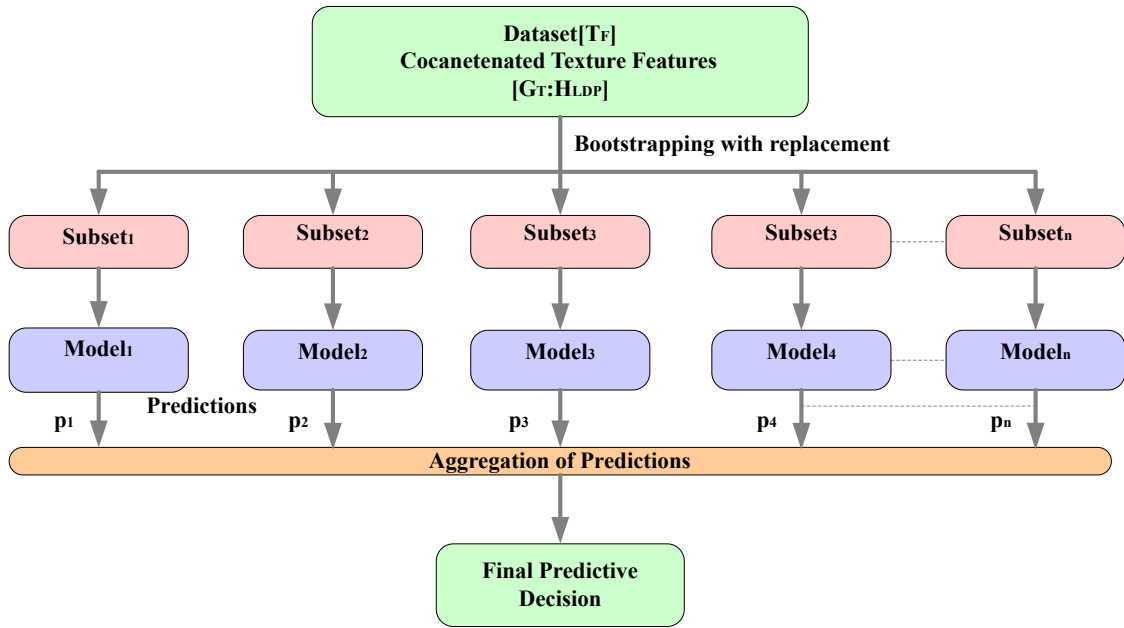 Dataset[TF]
Cocanetenated Texture Features
[GT:HLDP]
Bootstrapping with replacement
Subset1
Subset2
Subset3
Subset3
Subsetn
Model1
Model2
Model3
Model4
Modeln
Predictions
p1
p2
p3
p4
pn
Aggregation of Predictions
Final Predictive
Decision